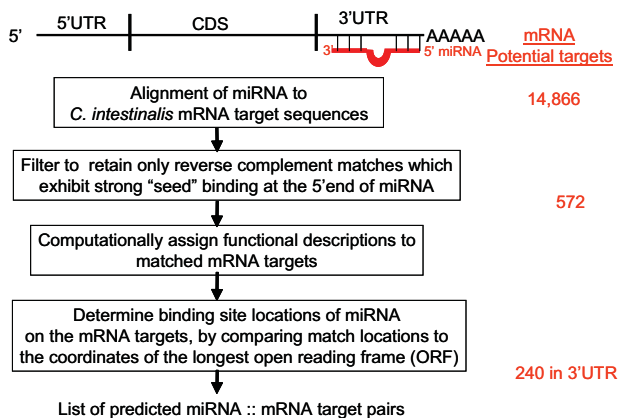 5' 5'UTR CDS 3'UTR AAAAA
3' 5' miRNA
mRNA
Potential targets
Alignment of miRNA to
C. intestinalis mRNA target sequences
14,866
Filter to retain only reverse complement matches which
exhibit strong “seed” binding at the 5'end of miRNA
572
Computationally assign functional descriptions to
matched mRNA targets
Determine binding site locations of miRNA
on the mRNA targets, by comparing match locations to
the coordinates of the longest open reading frame (ORF)
240 in 3'UTR
List of predicted miRNA :: mRNA target pairs